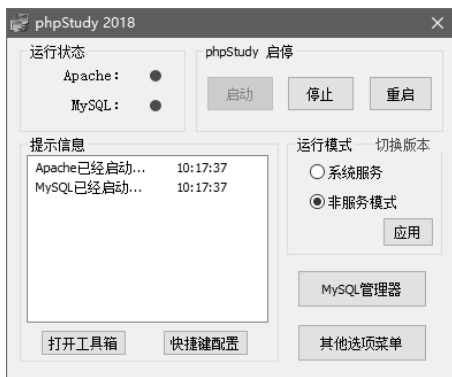 phpStudy 2018
运行状态
Apache:
MySQL:
phpStudy 启停
启动
停止
重启
提示信息
Apache已经启动... 10:17:37
MySQL已经启动... 10:17:37
打开工具箱
快捷键配置
运行模式 切换版本
系统服务
非服务模式
应用
MySQL管理器
其他选项菜单